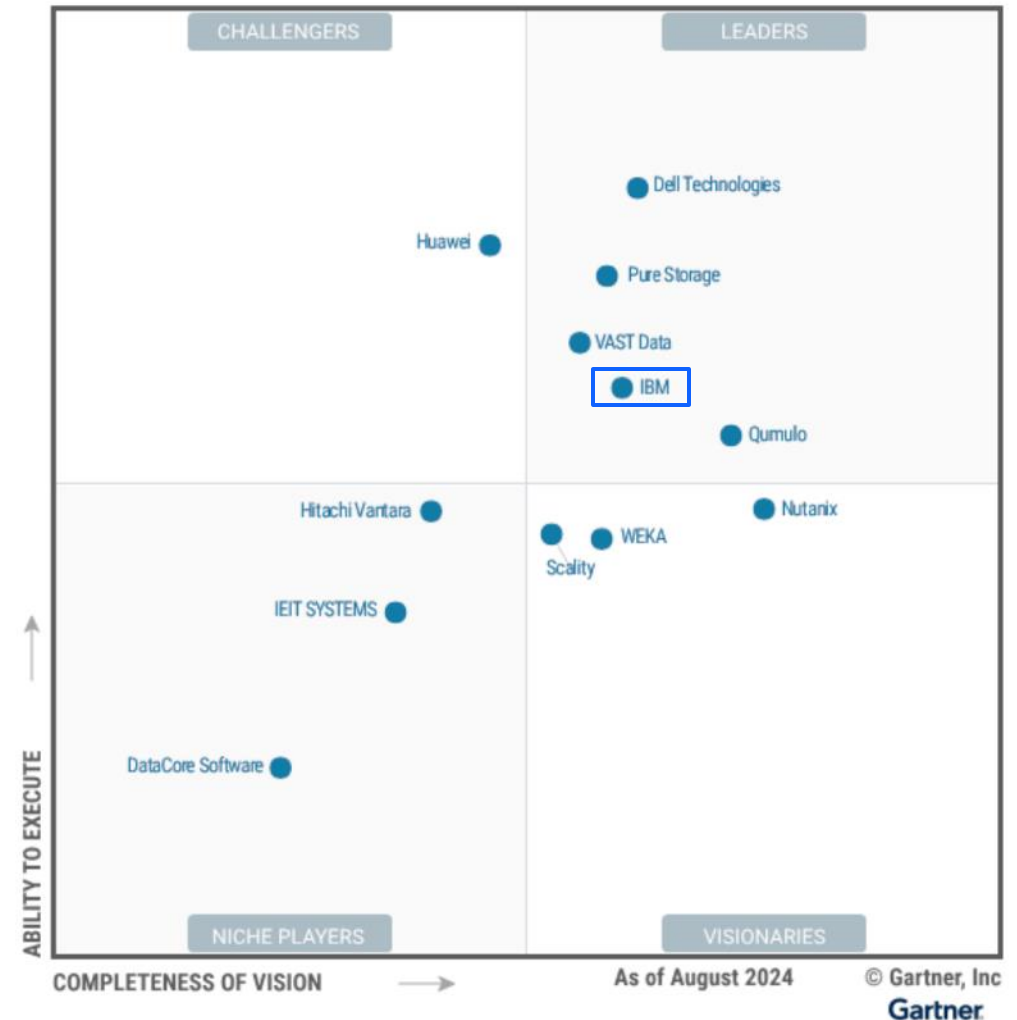 CHALLENGERS
LEADERS
Dell Technologies
Huawei
Pure Storage
VAST Data
IBM
Qumulo
Hitachi Vantara
Nutanix
WEKA
Scality
IEIT SYSTEMS
DataCore Software
NICHE PLAYERS
VISIONARIES
ABILITY TO EXECUTE
COMPLETENESS OF VISION
As of August 2024
© Gartner, Inc
Gartner